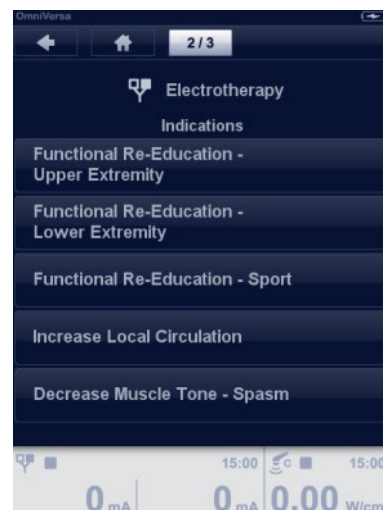 OmniVersa
2/3
Electrotherapy
Indications
Functional Re-Education -
Upper Extremity
Functional Re-Education -
Lower Extremity
Functional Re-Education - Sport
Increase Local Circulation
Decrease Muscle Tone - Spasm
15:00 C 15:00
0 mA 0 mA 0.00 W/cm